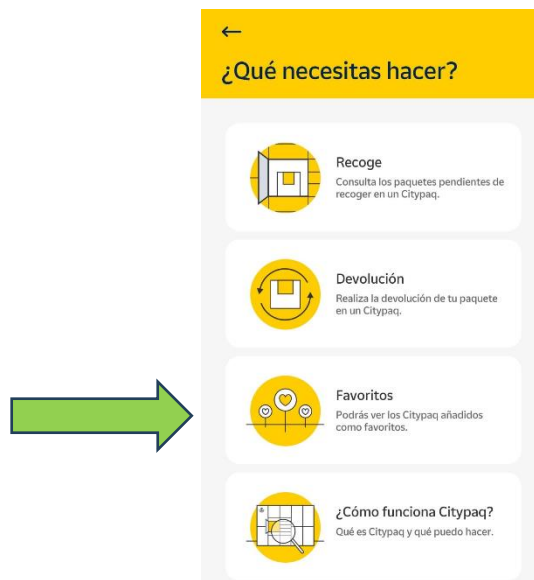 ¿Qué necesitas hacer?
Recoge
Consulta los paquetes pendientes de
recoger en un Citypaq.
Devolución
Realiza la devolución de tu paquete
en un Citypaq.
Favoritos
Podrás ver los Citypaq añadidos
como favoritos.
¿Cómo funciona Citypaq?
Qué es Citypaq y qué puedo hacer.